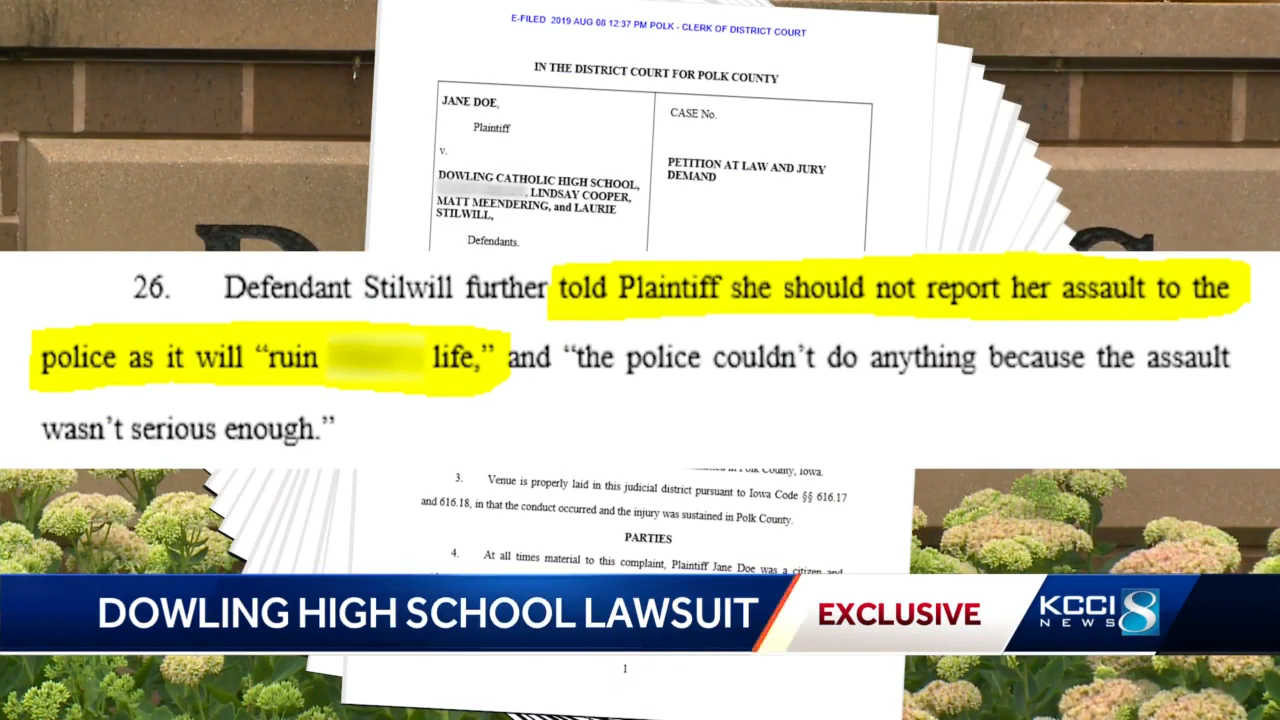 E-FILED 2019 AUG 08 12:37 PM POLK - CLERK OF DISTRICT COURT
IN THE DISTRICT COURT FOR POLK COUNTY
JANE DOE,
Plaintiff
v.
DOWLING CATHOLIC HIGH SCHOOL,
, LINDSAY COOPER,
MATT MEENDERING, and LAURIE
STILWILL,
Defendants.
CASE No.
PETITION AT LAW AND JURY
DEMAND
26. Defendant Stilwill further told Plaintiff she should not report her assault to the
police as it will “ruin life,” and “the police couldn’t do anything because the assault
wasn’t serious enough.”
in Polk County, Iowa.
3. Venue is properly laid in this judicial district pursuant to Iowa Code §§ 616.17
and 616.18, in that the conduct occurred and the injury was sustained in Polk County.
PARTIES
4. At all times material to this complaint, Plaintiff Jane Doe was a citizen and
DOWLING HIGH SCHOOL LAWSUIT
EXCLUSIVE
KCCI 8
NEWS
1